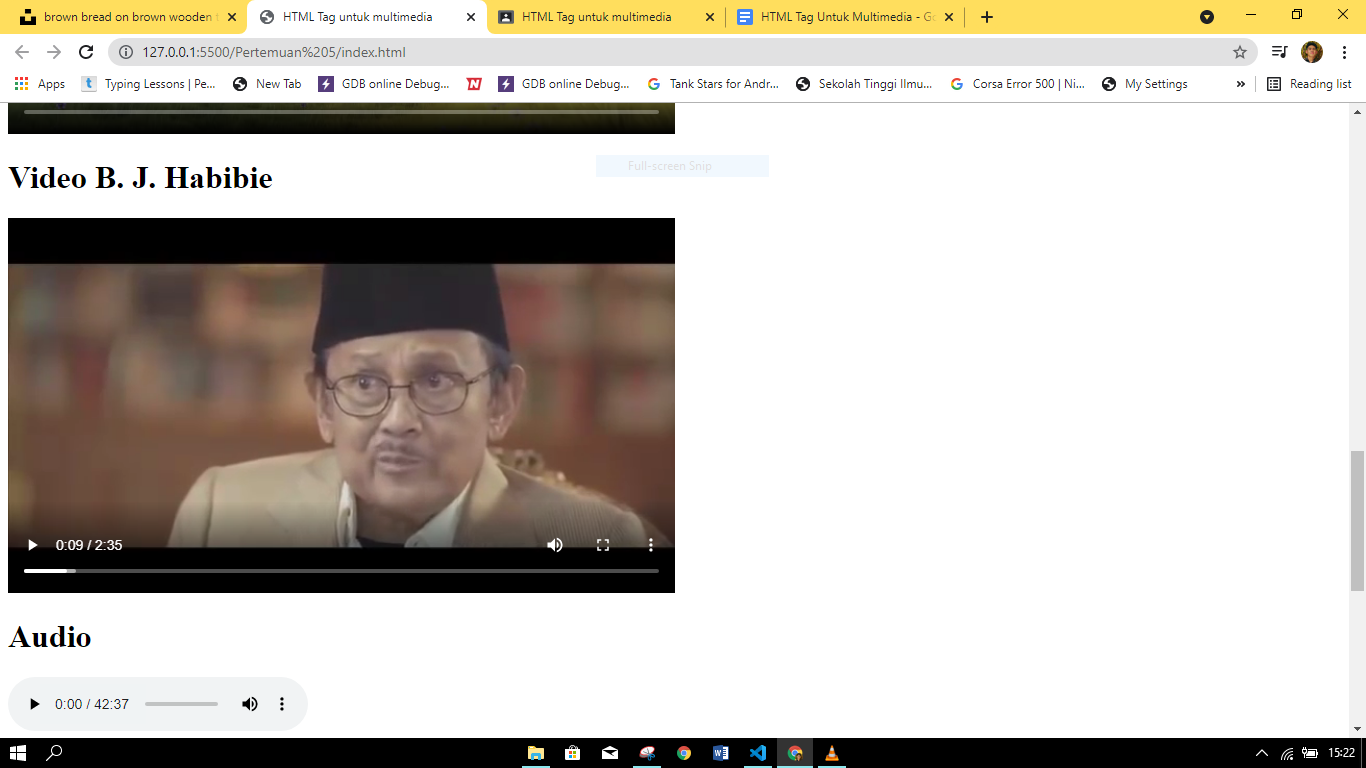 brown bread on brown wooden
HTML Tag untuk multimedia
HTML Tag untuk multimedia
HTML Tag Untuk Multimedia - Go
127.0.0.1:5500/Pertemuan%205/index.html
Apps
Typing Lessons | Pe...
New Tab
GDB online Debug...
GDB online Debug...
Tank Stars for Andr...
Sekolah Tinggi Ilmu...
Corsa Error 500 | Ni...
My Settings
»
Reading list
Full-screen Snip
Video B. J. Habibie
0:09 / 2:35
Audio
0:00 / 42:37
15:22